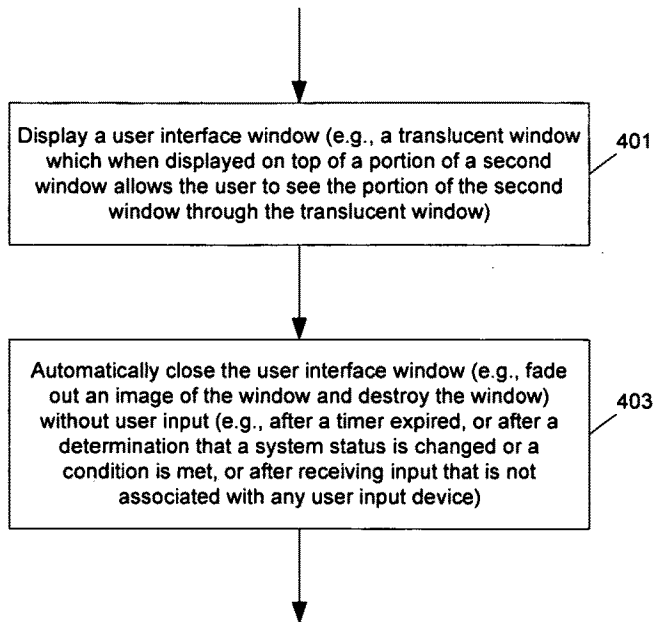 Display a user interface window (e.g., a translucent window
which when displayed on top of a portion of a second
window allows the user to see the portion of the second
window through the translucent window)
401
Automatically close the user interface window (e.g., fade
out an image of the window and destroy the window)
without user input (e.g., after a timer expired, or after a
determination that a system status is changed or a
condition is met, or after receiving input that is not
associated with any user input device)
403